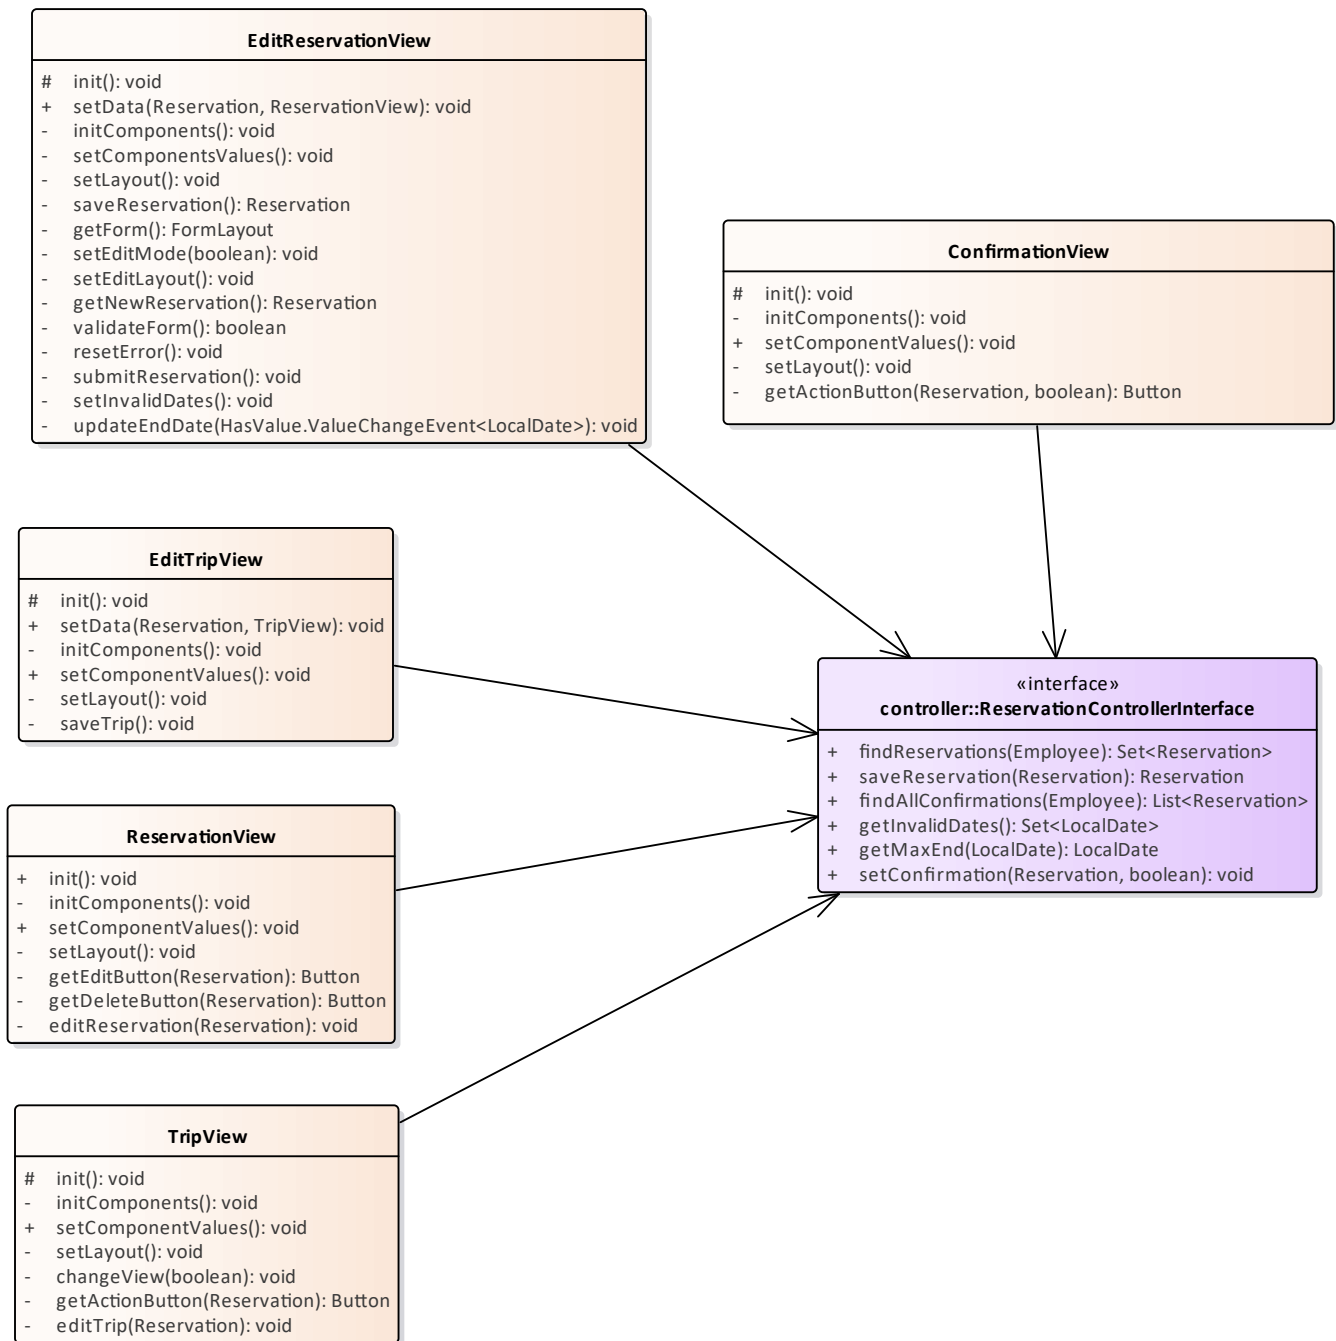 EditReservationView
# init(): void
+ setData(Reservation, ReservationView): void
- initComponents(): void
- setComponentsValues(): void
- setLayout(): void
- saveReservation(): Reservation
- getForm(): FormLayout
- setEditMode(boolean): void
- setEditLayout(): void
- getNewReservation(): Reservation
- validateForm(): boolean
- resetError(): void
- submitReservation(): void
- setInvalidDates(): void
- updateEndDate(HasValue.ValueChangeEvent<LocalDate>): void
ConfirmationView
# init(): void
- initComponents(): void
+ setComponentValues(): void
- setLayout(): void
- getActionButton(Reservation, boolean): Button
EditTripView
# init(): void
+ setData(Reservation, TripView): void
- initComponents(): void
+ setComponentValues(): void
- setLayout(): void
- saveTrip(): void
«interface»
controller::ReservationControllerInterface
+ findReservations(Employee): Set<Reservation>
+ saveReservation(Reservation): Reservation
+ findAllConfirmations(Employee): List<Reservation>
+ getInvalidDates(): Set<LocalDate>
+ getMaxEnd(LocalDate): LocalDate
+ setConfirmation(Reservation, boolean): void
ReservationView
+ init(): void
- initComponents(): void
+ setComponentValues(): void
- setLayout(): void
- getEditButton(Reservation): Button
- getDeleteButton(Reservation): Button
- editReservation(Reservation): void
TripView
# init(): void
- initComponents(): void
+ setComponentValues(): void
- setLayout(): void
- changeView(boolean): void
- getActionButton(Reservation): Button
- editTrip(Reservation): void